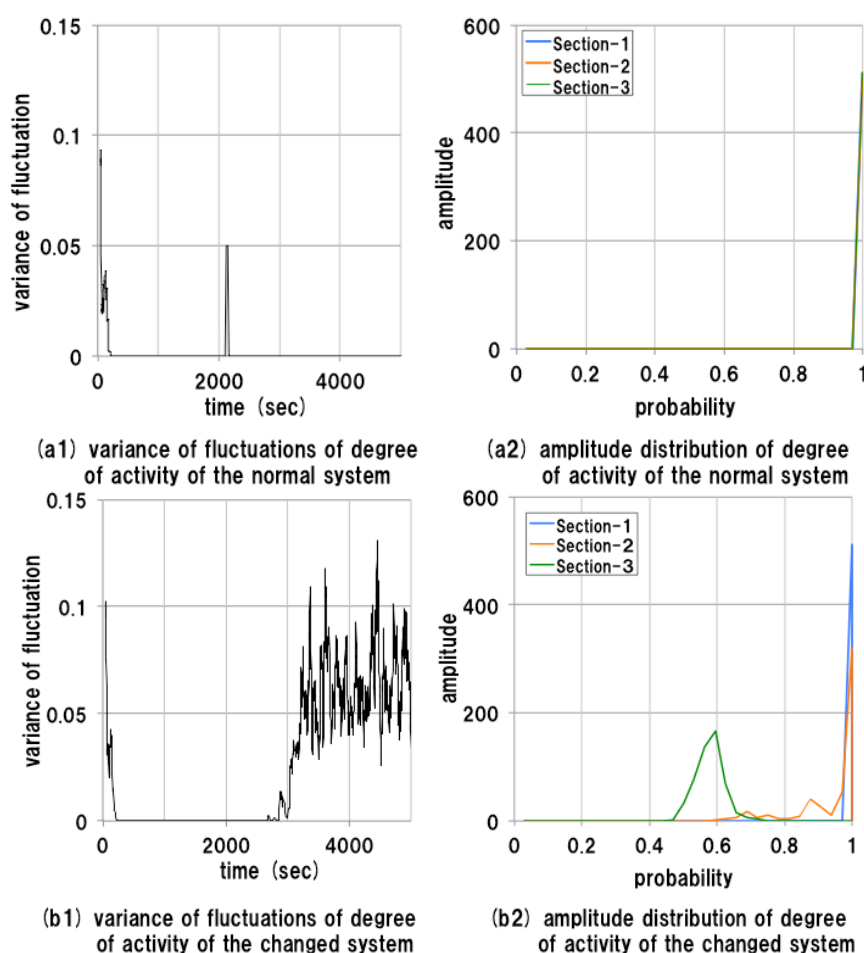 0.15
0.1
0.05
0
variance of fluctuation
0 2000 4000
time (sec)
(a1) variance of fluctuations of degree
of activity of the normal system
600
400
200
0
amplitude
Section-1
Section-2
Section-3
0 0.2 0.4 0.6 0.8 1
probability
(a2) amplitude distribution of degree
of activity of the normal system
0.15
0.1
0.05
0
variance of fluctuation
0 2000 4000
time (sec)
(b1) variance of fluctuations of degree
of activity of the changed system
600
400
200
0
amplitude
Section-1
Section-2
Section-3
0 0.2 0.4 0.6 0.8 1
probability
(b2) amplitude distribution of degree
of activity of the changed system